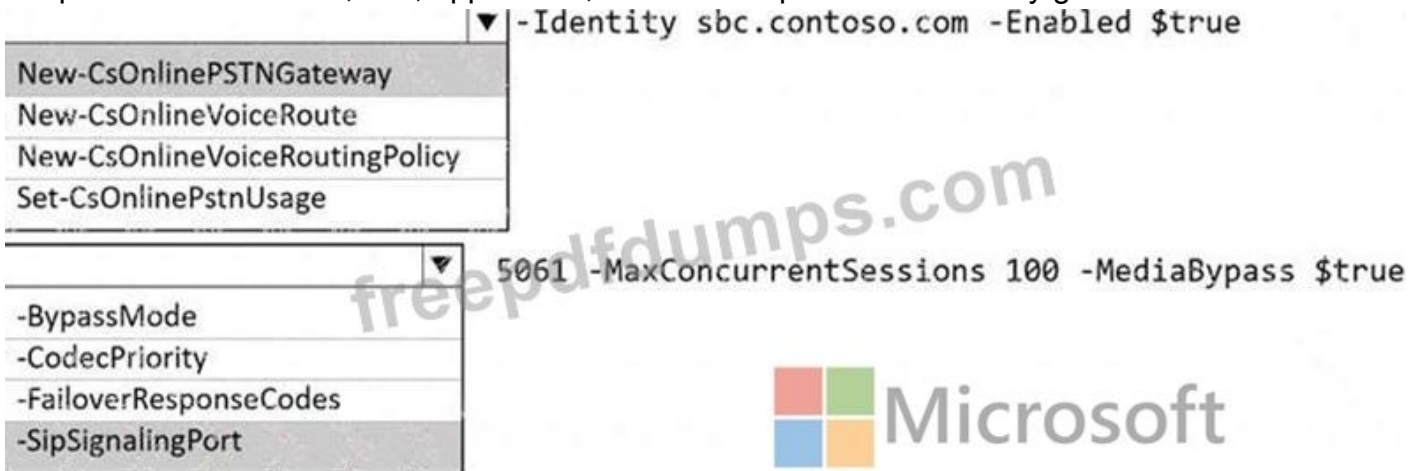 -Identity sbc.contoso.com -Enabled $true
New-CsOnlinePSTNGateway
New-CsOnlineVoiceRoute
New-CsOnlineVoiceRoutingPolicy
Set-CsOnlinePstnUsage
freepdfdumps.com
5061 -MaxConcurrentSessions 100 -MediaBypass $true
-BypassMode
-CodecPriority
-FailoverResponseCodes
-SipSignalingPort
Microsoft